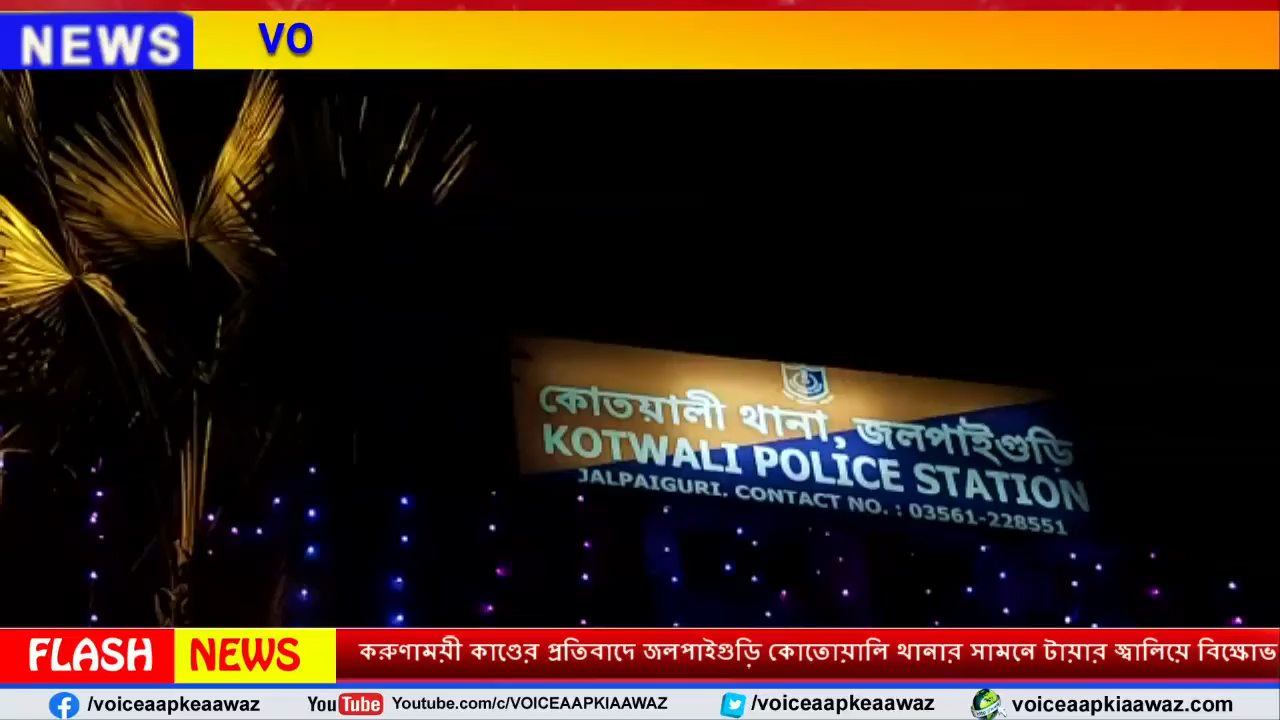 NEWS
VO
কোতয়ালী থানা, জলপাইগুড়ি
KOTWALI POLICE STATION
JALPAIGURI. CONTACT NO. : 03561-228551
FLASH NEWS
করুণাময়ী কাণ্ডের প্রতিবাদে জলপাইগুড়ি কোতোয়ালি থানার সামনে টায়ার জ্বালিয়ে বিক্ষোভ
/voiceaapkeaawaz
YouTube Youtube.com/c/VOICEAAPKIAAWAZ
/voiceaapkeaawaz
voiceaapkiaawaz.com